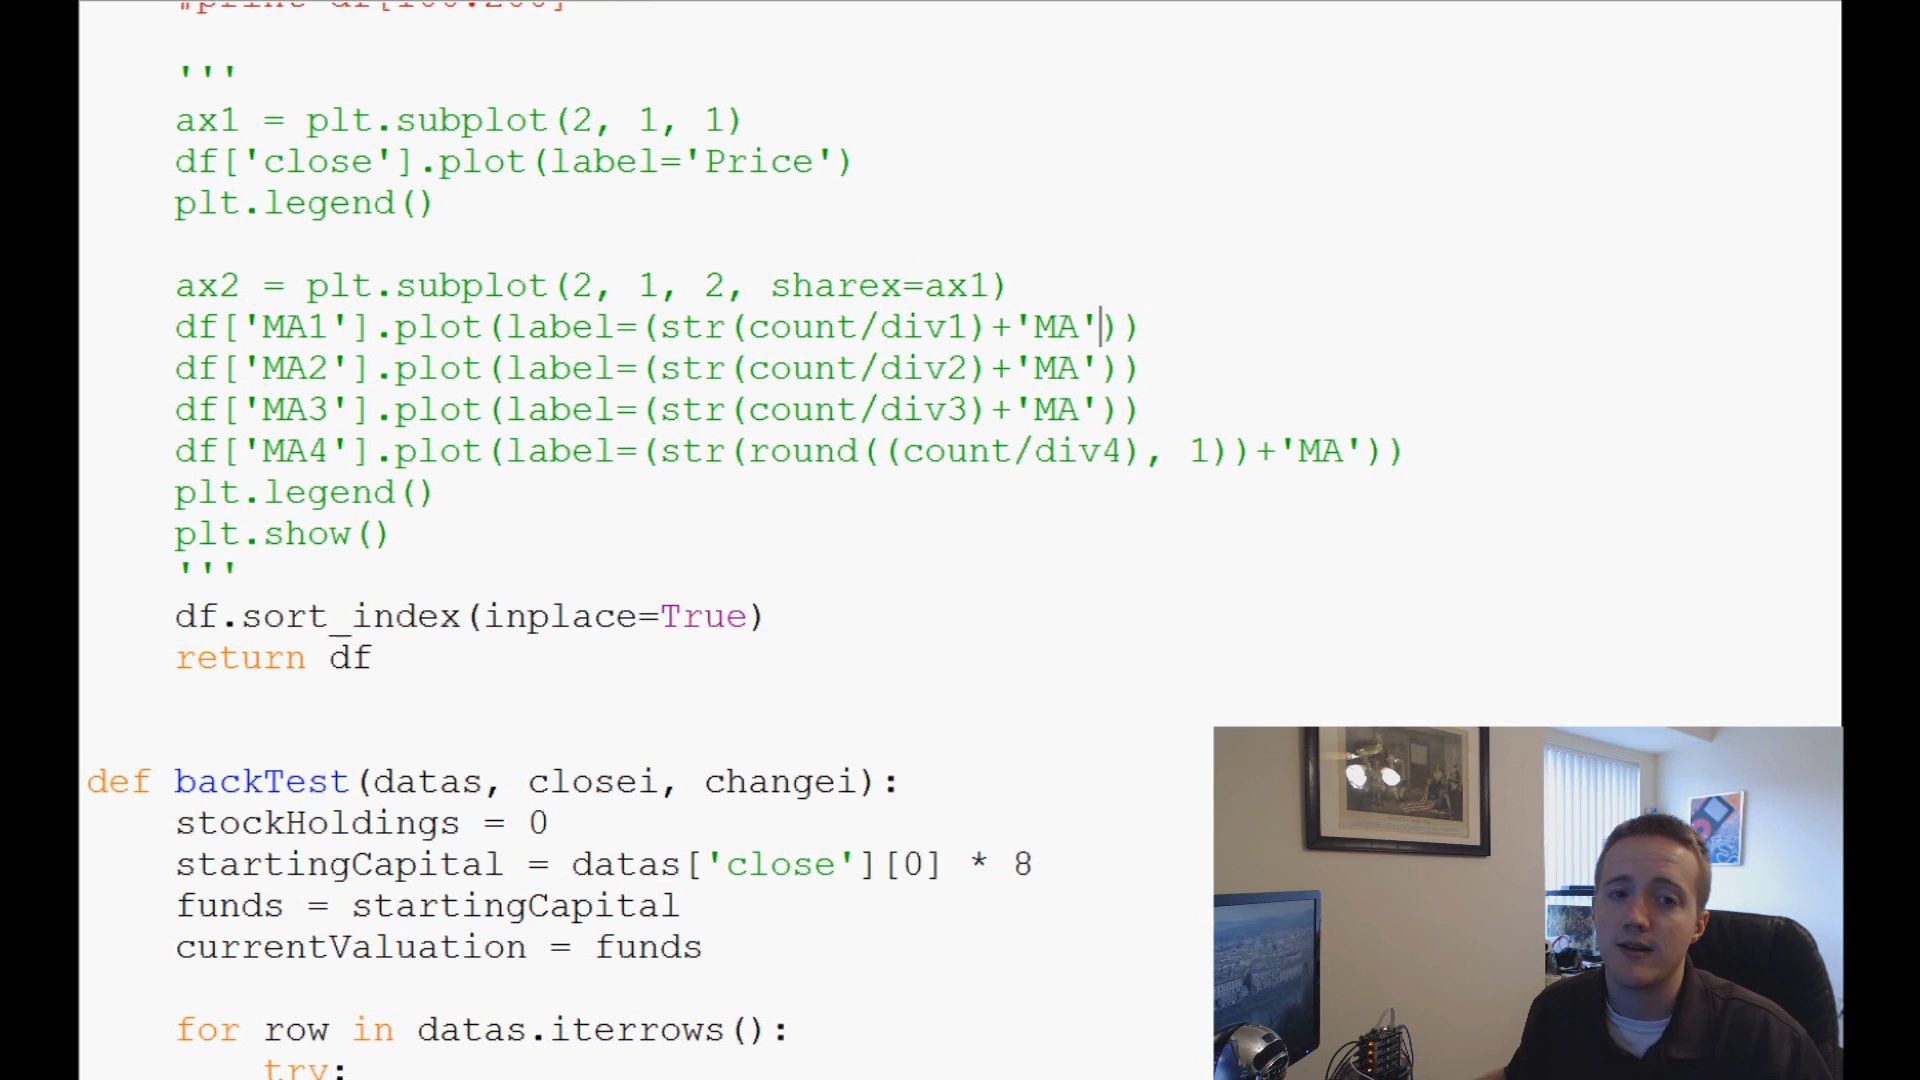 #print df[100:200]
'''
ax1 = plt.subplot(2, 1, 1)
df['close'].plot(label='Price')
plt.legend()
ax2 = plt.subplot(2, 1, 2, sharex=ax1)
df['MA1'].plot(label=(str(count/div1)+'MA'))
df['MA2'].plot(label=(str(count/div2)+'MA'))
df['MA3'].plot(label=(str(count/div3)+'MA'))
df['MA4'].plot(label=(str(round((count/div4), 1))+'MA'))
plt.legend()
plt.show()
'''
df.sort_index(inplace=True)
return df
def backTest(datas, closei, changei):
stockHoldings = 0
startingCapital = datas['close'][0] * 8
funds = startingCapital
currentValuation = funds
for row in datas.iterrows():
try: